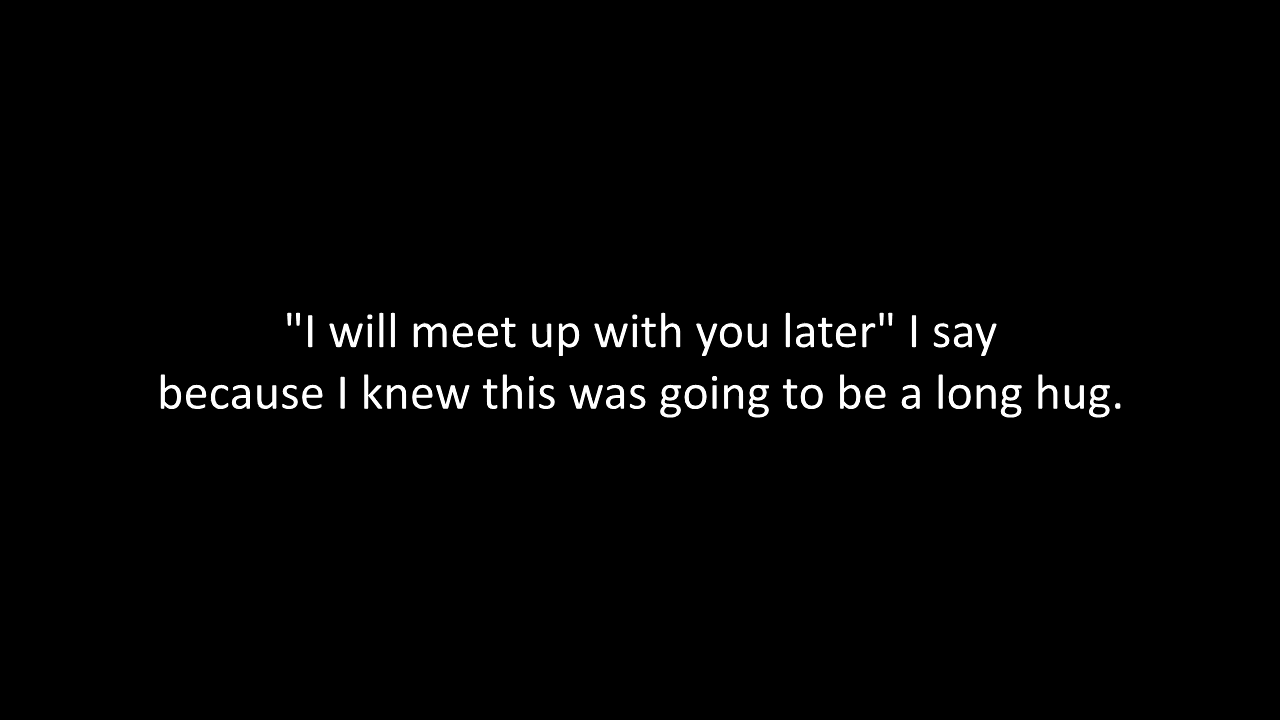 "I will meet up with you later" I say
because I knew this was going to be a long hug.